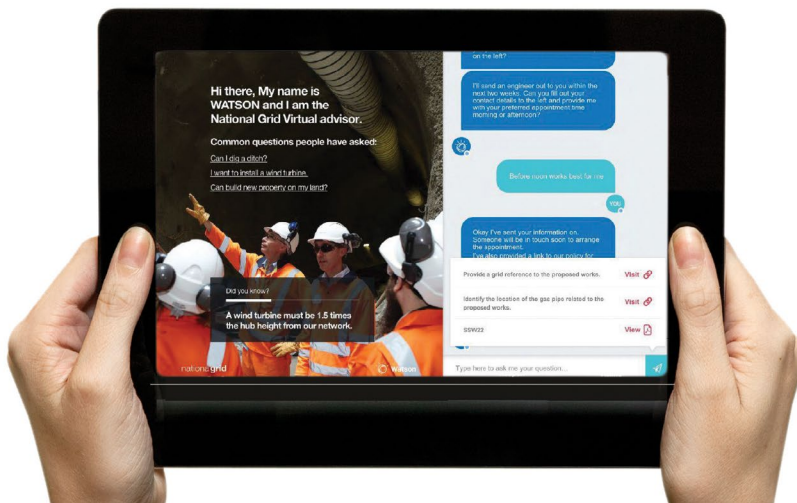 Hi there, My name is
WATSON and I am the
National Grid Virtual advisor.
Common questions people have asked:
Can I dig a ditch?
I want to install a wind turbine.
Can build new property on my land?
Did you know?
A wind turbine must be 1.5 times
the hub height from our network.
nationalgrid
Watson
on the left?
I'll send an engineer out to you within the
next two weeks. Can you fill out your
contact details to the left and provide me
with your preferred appointment time
morning or afternoon?
Before noon works best for me
YOU
Okay I've sent your information on.
Someone will be in touch soon to arrange
the appointment.
I've also provided a link to our policy for
Provide a grid reference to the proposed works.
Visit
Identify the location of the gas pipe related to the
proposed works.
Visit
SSW22
View
Type here to ask me your question...